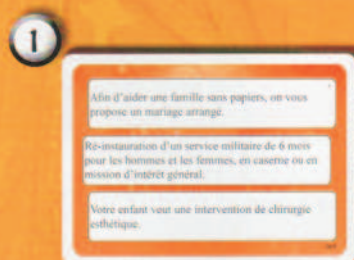 1
Afin d'aider une famille sans papiers, on vous
propose un mariage arrangé.
Ré-instauration d'un service militaire de 6 mois
pour les hommes et les femmes, en caserne ou en
mission d'intérêt général.
Votre enfant veut une intervention de chirurgie
esthétique.